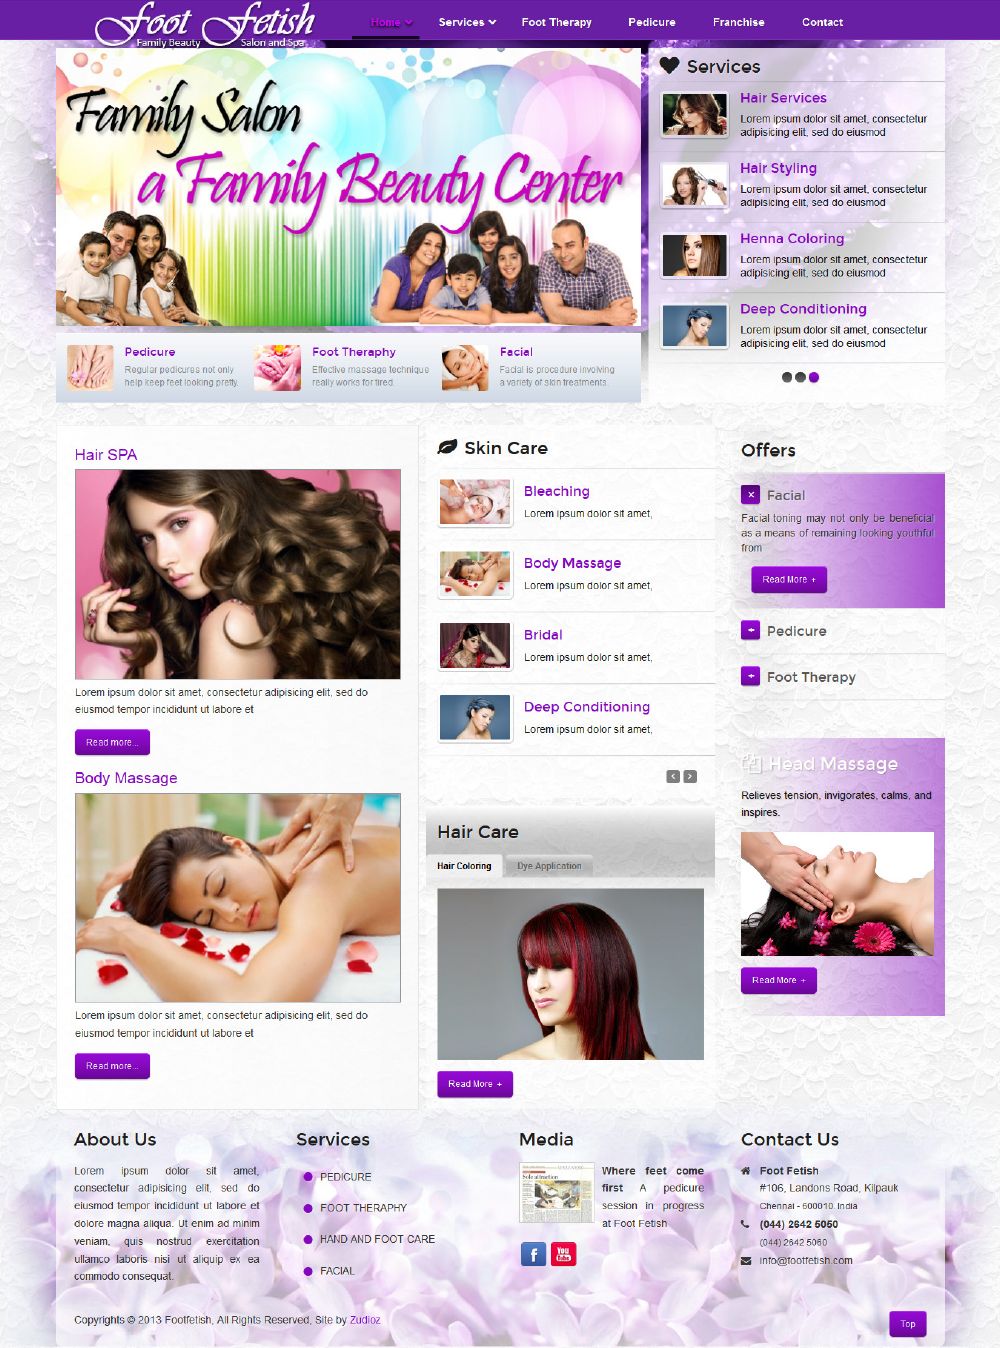 Foot Fetish
Family Beauty Salon and Spa
Home Services Foot Therapy Pedicure Franchise Contact
Family Salon
a Family Beauty Center
Services
Hair Services
Lorem ipsum dolor sit amet, consectetur
adipisicing elit, sed do eiusmod
Hair Styling
Lorem ipsum dolor sit amet, consectetur
adipisicing elit, sed do eiusmod
Henna Coloring
Lorem ipsum dolor sit amet, consectetur
adipisicing elit, sed do eiusmod
Deep Conditioning
Lorem ipsum dolor sit amet, consectetur
adipisicing elit, sed do eiusmod
Pedicure
Regular pedicures not only
help keep feet looking pretty.
Foot Theraphy
Effective massage technique
really works for tired.
Facial
Facial is procedure involving
a variety of skin treatments.
Hair SPA
Lorem ipsum dolor sit amet, consectetur adipisicing elit, sed do
eiusmod tempor incididunt ut labore et
Read more...
Body Massage
Lorem ipsum dolor sit amet, consectetur adipisicing elit, sed do
eiusmod tempor incididunt ut labore et
Read more...
Skin Care
Bleaching
Lorem ipsum dolor sit amet,
Body Massage
Lorem ipsum dolor sit amet,
Bridal
Lorem ipsum dolor sit amet,
Deep Conditioning
Lorem ipsum dolor sit amet,
Hair Care
Hair Coloring Dye Application
Read More +
Offers
Facial
Facial toning may not only be beneficial
as a means of remaining looking youthful
from
Read More +
Pedicure
Foot Therapy
Head Massage
Relieves tension, invigorates, calms, and
inspires.
Read More +
About Us
Lorem ipsum dolor sit amet,
consectetur adipisicing elit, sed do
eiusmod tempor incididunt ut labore et
dolore magna aliqua. Ut enim ad minim
veniam, quis nostrud exercitation
ullamco laboris nisi ut aliquip ex ea
commodo consequat.
Services
PEDICURE
FOOT THERAPHY
HAND AND FOOT CARE
FACIAL
Media
Sole attraction
Where feet come
first A pedicure
session in progress
at Foot Fetish
f You Tube
Contact Us
Foot Fetish
#106, Landons Road, Kilpauk
Chennai - 600010. India
(044) 2642 5050
(044) 2642 5060
info@footfetish.com
Copyrights © 2013 Footfetish, All Rights Reserved, Site by Zudioz
Top